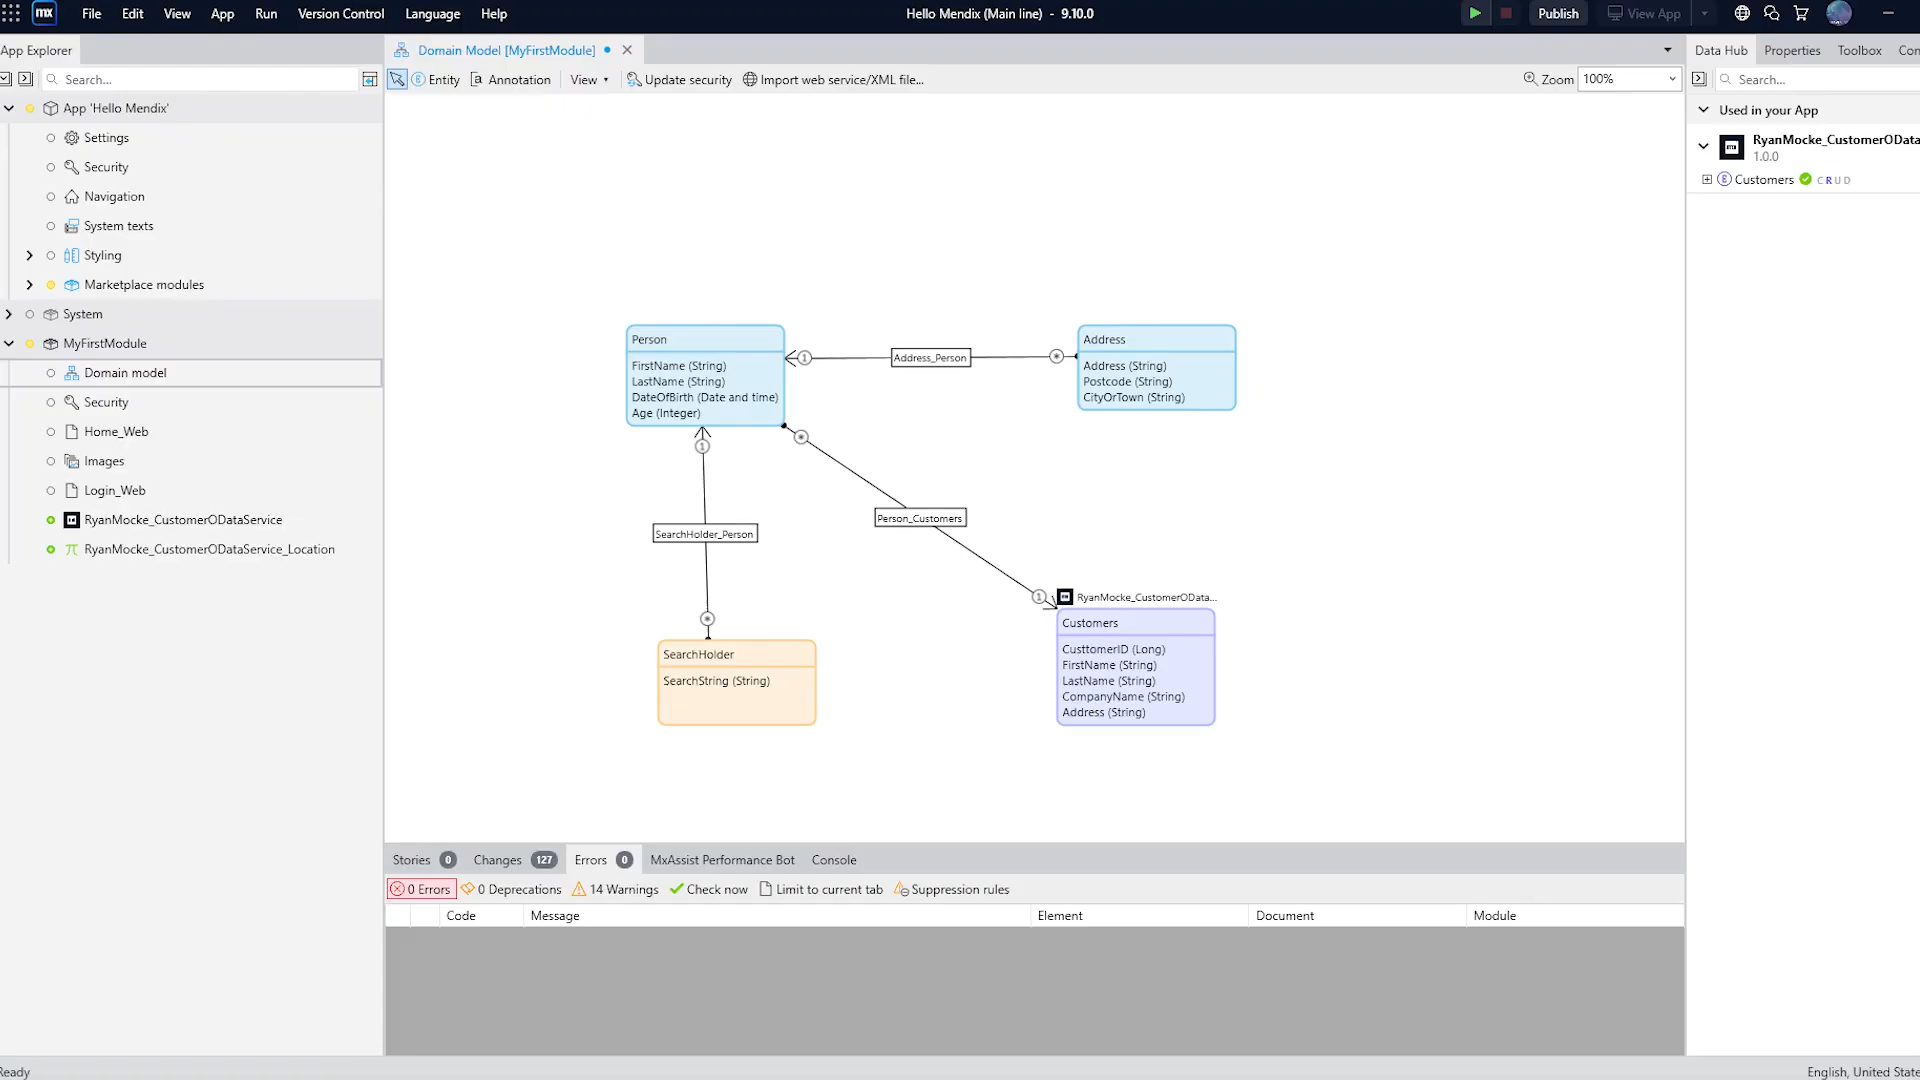 mx File Edit View App Run Version Control Language Help Hello Mendix (Main line) - 9.10.0 Publish View App
App Explorer
Search...
App 'Hello Mendix'
Settings
Security
Navigation
System texts
Styling
Marketplace modules
System
MyFirstModule
Domain model
Security
Home_Web
Images
Login_Web
RyanMocke_CustomerODataService
RyanMocke_CustomerODataService_Location
Domain Model [MyFirstModule]
Entity Annotation View Update security Import web service/XML file... Zoom 100%
Person
FirstName (String)
LastName (String)
DateOfBirth (Date and time)
Age (Integer)
1
Address_Person
*
Address
Address (String)
Postcode (String)
CityOrTown (String)
1
*
SearchHolder_Person
Person_Customers
*
1
RyanMocke_CustomerOData...
SearchHolder
SearchString (String)
Customers
CusttomerID (Long)
FirstName (String)
LastName (String)
CompanyName (String)
Address (String)
Stories 0 Changes 127 Errors 0 MxAssist Performance Bot Console
0 Errors 0 Deprecations 14 Warnings Check now Limit to current tab Suppression rules
Code Message Element Document Module
Data Hub Properties Toolbox Con
Search...
Used in your App
RyanMocke_CustomerOData
1.0.0
Customers C R U D
Ready
English, United State